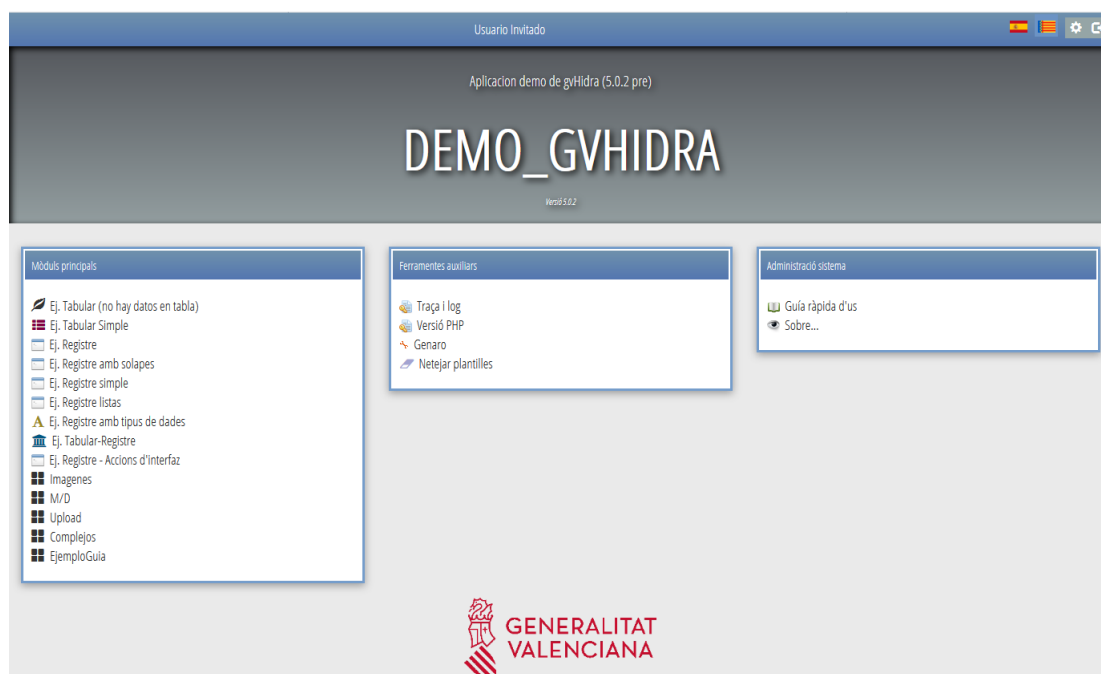 Usuario Invitado
Aplicacion demo de gvHidra (5.0.2 pre)
DEMO_GVHIDRA
Versió 5.0.2
Mòduls principals
Ej. Tabular (no hay datos en tabla)
Ej. Tabular Simple
Ej. Registre
Ej. Registre amb solapes
Ej. Registre simple
Ej. Registre listas
Ej. Registre amb tipus de dades
Ej. Tabular-Registre
Ej. Registre - Accions d'interfaz
Imagenes
M/D
Upload
Complejos
EjemploGuia
Ferramentes auxiliars
Traça i log
Versió PHP
Genaro
Netejar plantilles
Administració sistema
Guía ràpida d'us
Sobre...
GENERALITAT
VALENCIANA